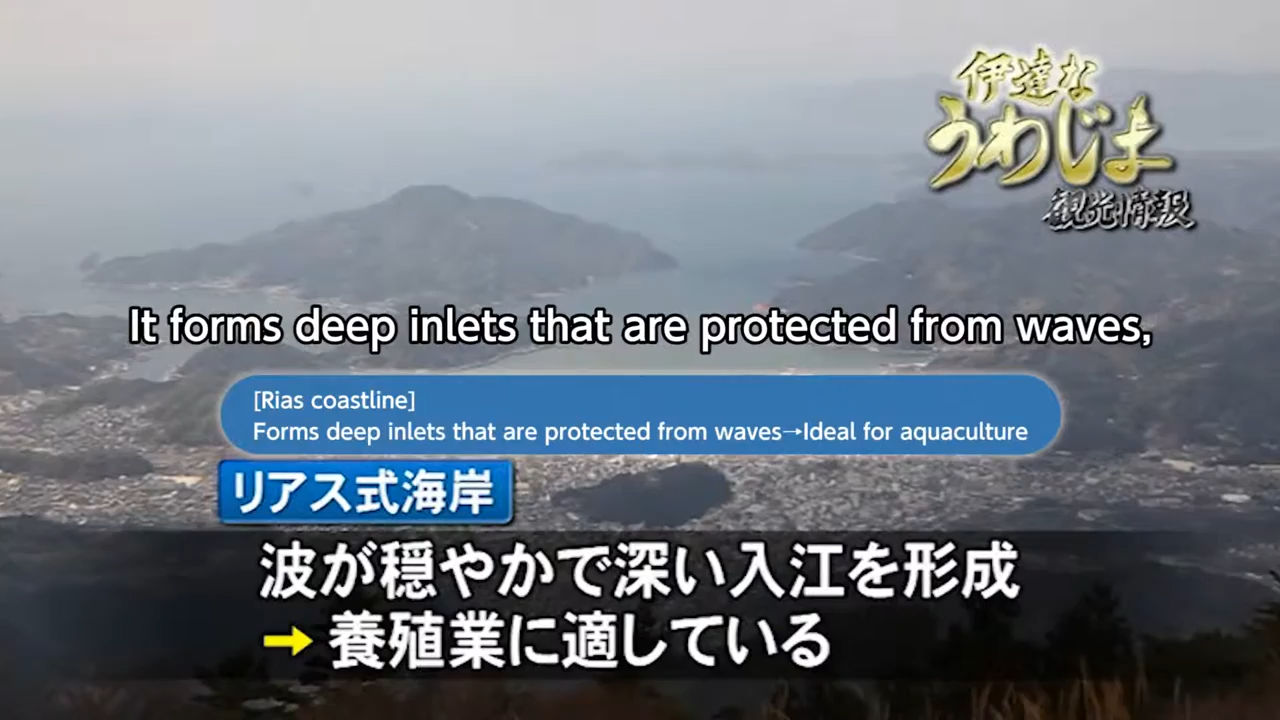 伊達な
うわじま
観光情報
It forms deep inlets that are protected from waves,
[Rias coastline]
Forms deep inlets that are protected from waves→Ideal for aquaculture
リアス式海岸
波が穏やかで深い入江を形成
➡養殖業に適している